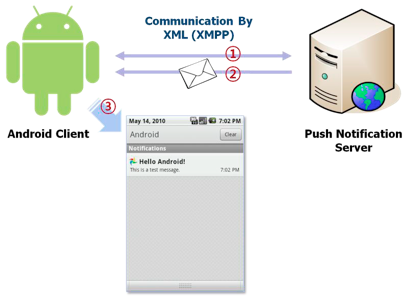 Communication By
XML (XMPP)
①
②
③
Android Client
Push Notification
Server
May 14, 2010 7:02 PM
Android Clear
Notifications
Hello Android!
This is a test message. 7:02 PM